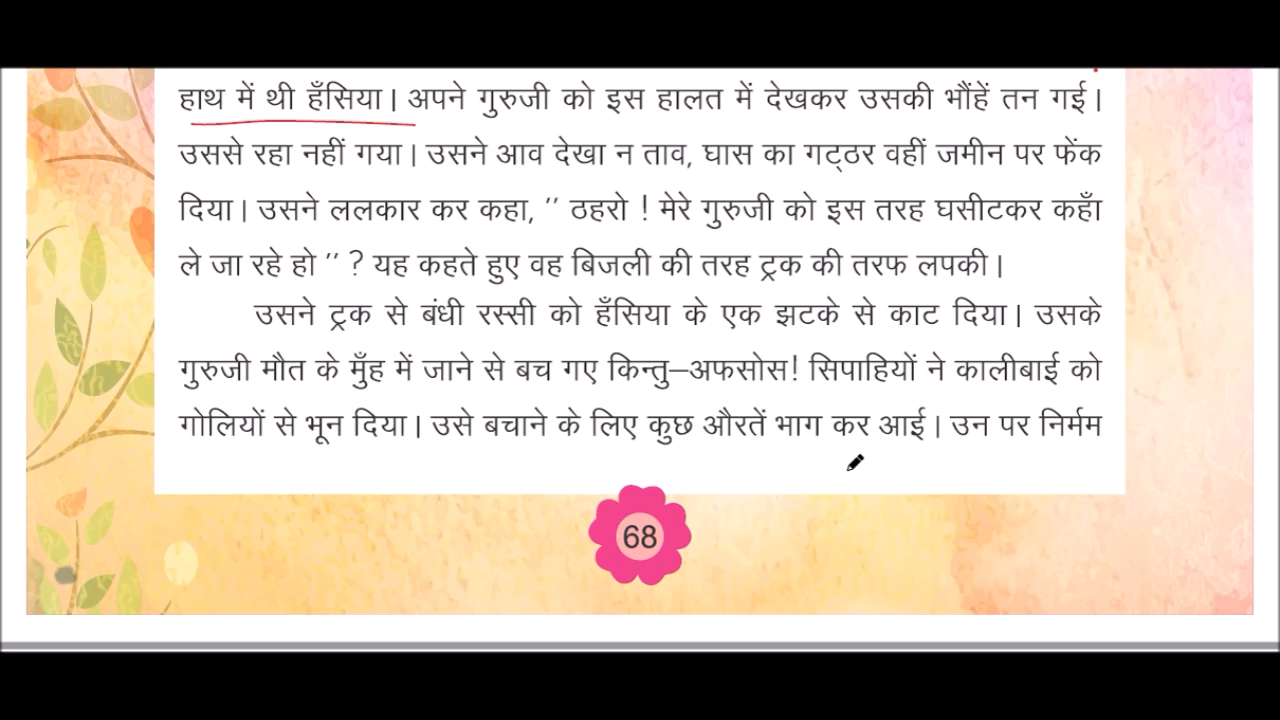 हाथ में थी हँसिया। अपने गुरुजी को इस हालत में देखकर उसकी भौंहें तन गई।
उससे रहा नहीं गया। उसने आव देखा न ताव, घास का गट्ठर वहीं जमीन पर फेंक
दिया। उसने ललकार कर कहा, ’’ ठहरो ! मेरे गुरुजी को इस तरह घसीटकर कहाँ
ले जा रहे हो ’’ ? यह कहते हुए वह बिजली की तरह ट्रक की तरफ लपकी।
उसने ट्रक से बंधी रस्सी को हँसिया के एक झटके से काट दिया। उसके
गुरुजी मौत के मुँह में जाने से बच गए किन्तु–अफसोस! सिपाहियों ने कालीबाई को
गोलियों से भून दिया। उसे बचाने के लिए कुछ औरतें भाग कर आई। उन पर निर्मम
68